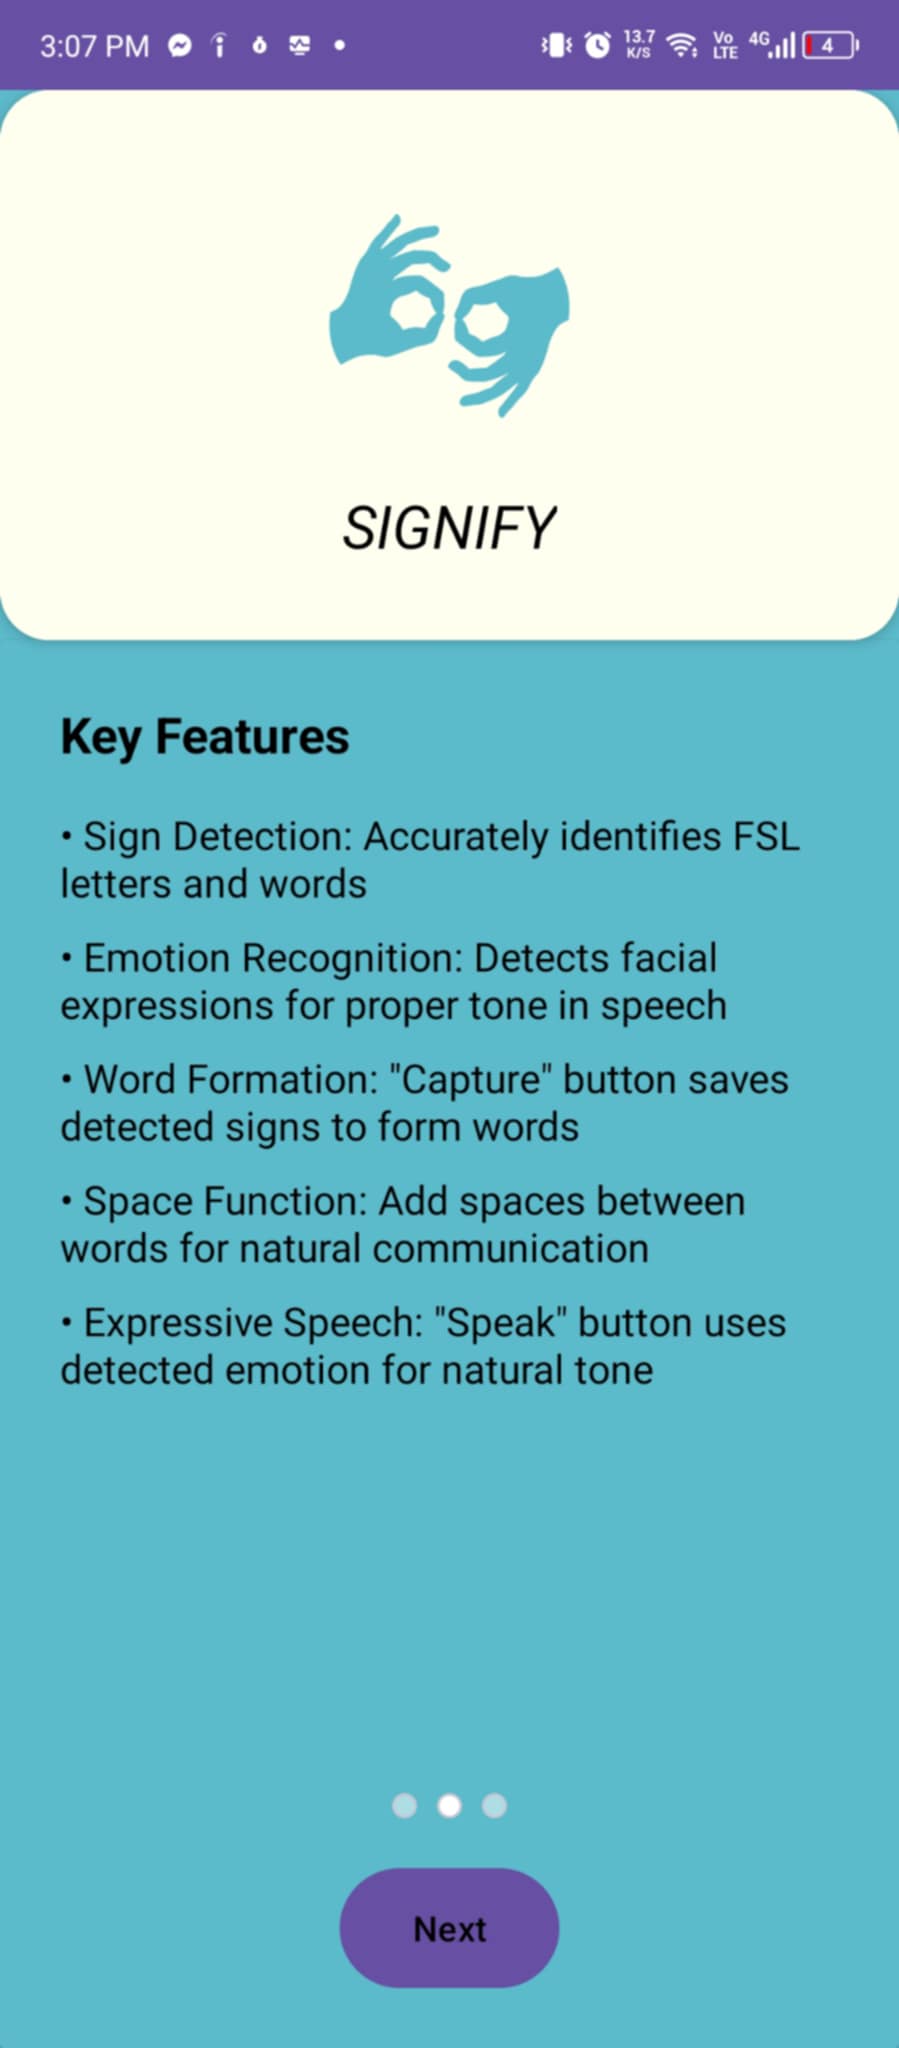 3:07 PM
13.7
K/S
Vo
LTE
4G
4
SIGNIFY
Key Features
• Sign Detection: Accurately identifies FSL
letters and words
• Emotion Recognition: Detects facial
expressions for proper tone in speech
• Word Formation: "Capture" button saves
detected signs to form words
• Space Function: Add spaces between
words for natural communication
• Expressive Speech: "Speak" button uses
detected emotion for natural tone
Next